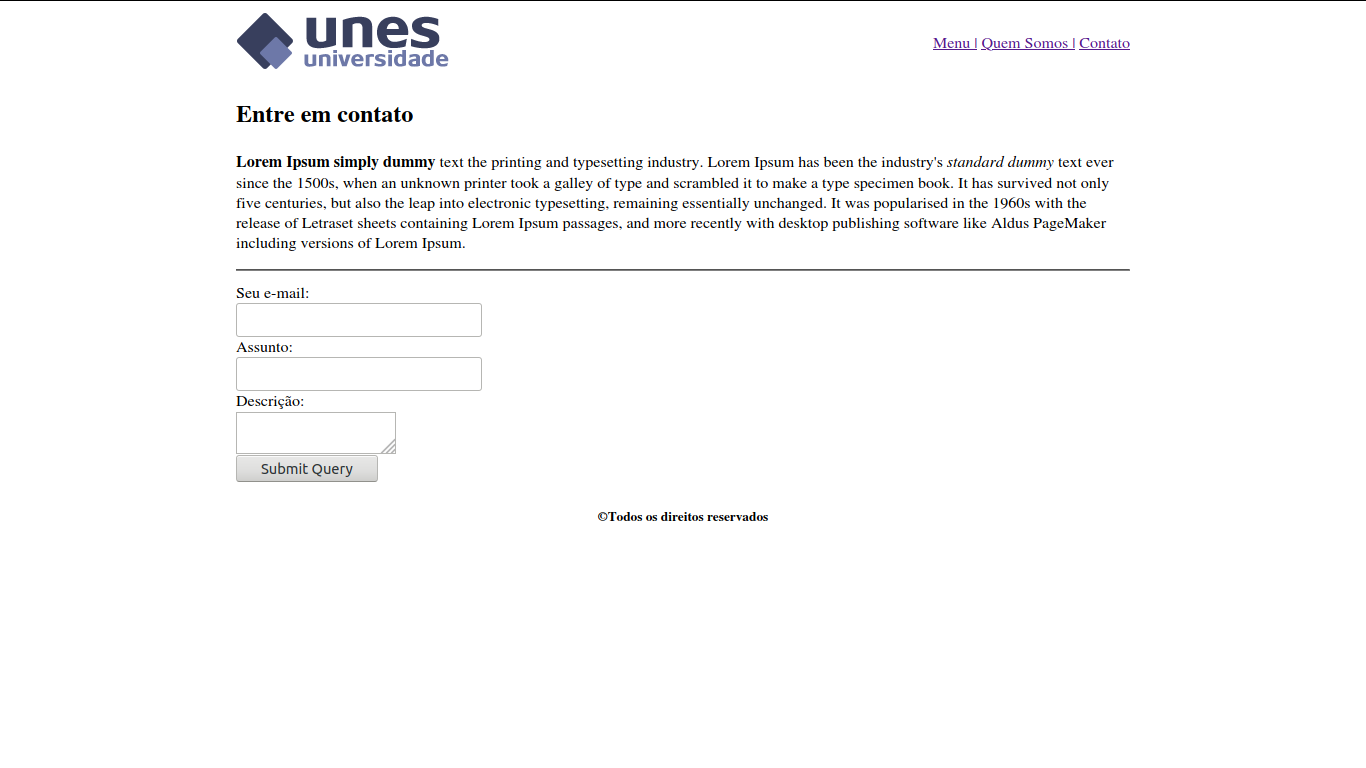 unes
universidade
Menu | Quem Somos | Contato
Entre em contato
Lorem Ipsum simply dummy text the printing and typesetting industry. Lorem Ipsum has been the industry's standard dummy text ever
since the 1500s, when an unknown printer took a galley of type and scrambled it to make a type specimen book. It has survived not only
five centuries, but also the leap into electronic typesetting, remaining essentially unchanged. It was popularised in the 1960s with the
release of Letraset sheets containing Lorem Ipsum passages, and more recently with desktop publishing software like Aldus PageMaker
including versions of Lorem Ipsum.
Seu e-mail:
Assunto:
Descrição:
Submit Query
©Todos os direitos reservados